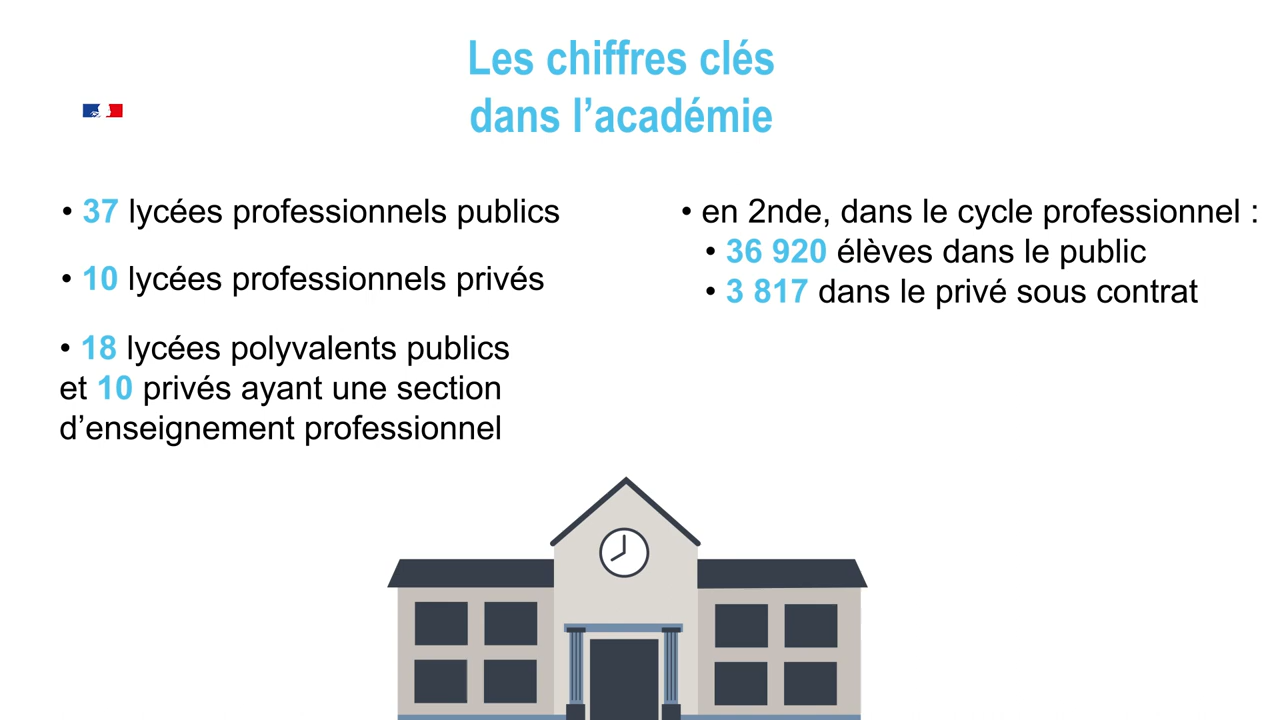 Les chiffres clés
dans l’académie
• 37 lycées professionnels publics
• 10 lycées professionnels privés
• 18 lycées polyvalents publics
et 10 privés ayant une section
d’enseignement professionnel
• en 2nde, dans le cycle professionnel :
• 36 920 élèves dans le public
• 3 817 dans le privé sous contrat